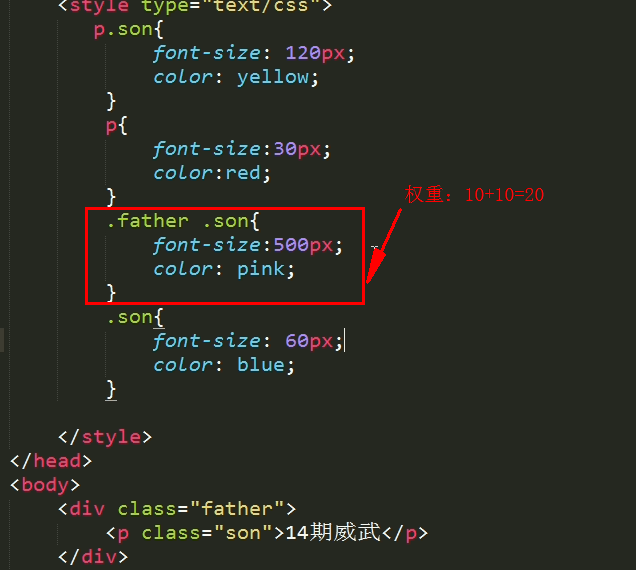 <style type="text/css">
p.son{
font-size: 120px;
color: yellow;
}
p{
font-size:30px;
color:red;
}
权重：10+10=20
.father .son{
font-size:500px;
color: pink;
}
.son{
font-size: 60px;
color: blue;
}
</style>
</head>
<body>
<div class="father">
<p class="son">14期威武</p>
</div>